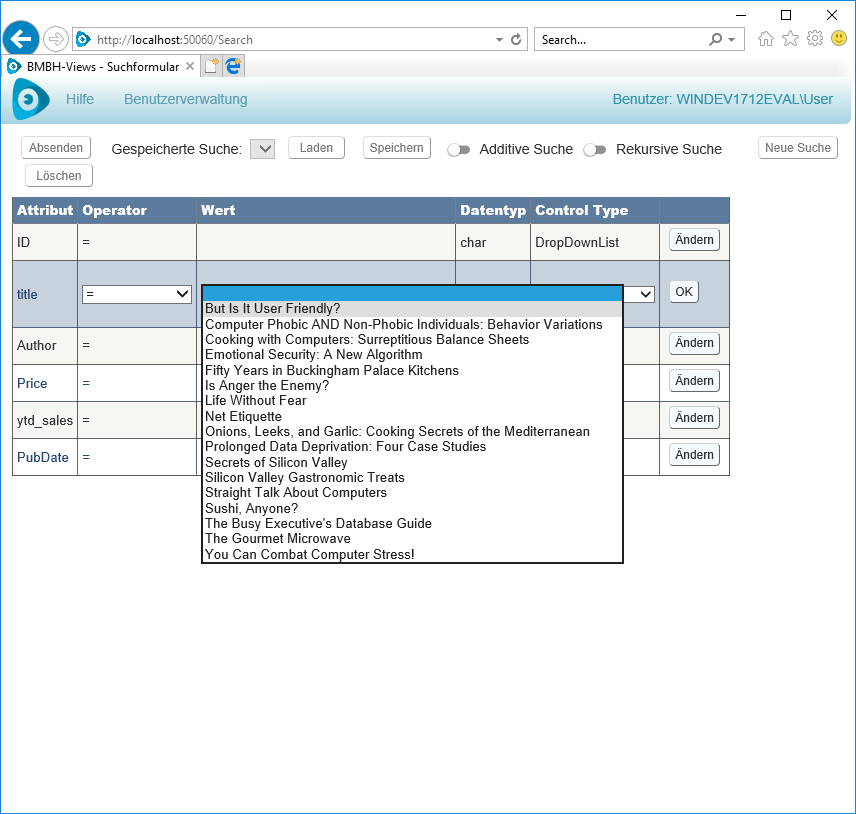 http://localhost:50060/Search
Search...
BMBH-Views - Suchformular
Hilfe Benutzerverwaltung Benutzer: WINDEV1712EVAL\User
Absenden Gespeicherte Suche: Laden Speichern Additive Suche Rekursive Suche Neue Suche
Löschen
Attribut Operator Wert Datentyp Control Type
ID = char DropDownList Ändern
title = OK
But Is It User Friendly?
Computer Phobic AND Non-Phobic Individuals: Behavior Variations
Cooking with Computers: Surreptitious Balance Sheets
Emotional Security: A New Algorithm
Fifty Years in Buckingham Palace Kitchens
Is Anger the Enemy?
Life Without Fear
Net Etiquette
Onions, Leeks, and Garlic: Cooking Secrets of the Mediterranean
Prolonged Data Deprivation: Four Case Studies
Secrets of Silicon Valley
Silicon Valley Gastronomic Treats
Straight Talk About Computers
Sushi, Anyone?
The Busy Executive's Database Guide
The Gourmet Microwave
You Can Combat Computer Stress!
Author = Ändern
Price = Ändern
ytd_sales = Ändern
PubDate = Ändern